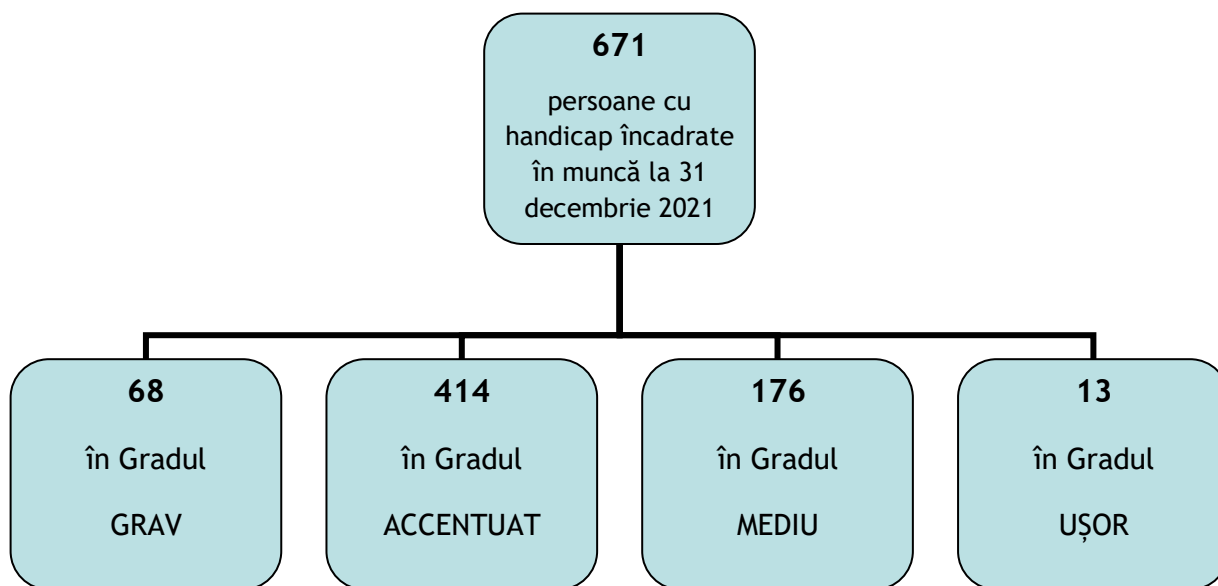 671
persoane cu
handicap încadrate
în muncă la 31
decembrie 2021
68
în Gradul
GRAV
414
în Gradul
ACCENTUAT
176
în Gradul
MEDIU
13
în Gradul
UȘOR